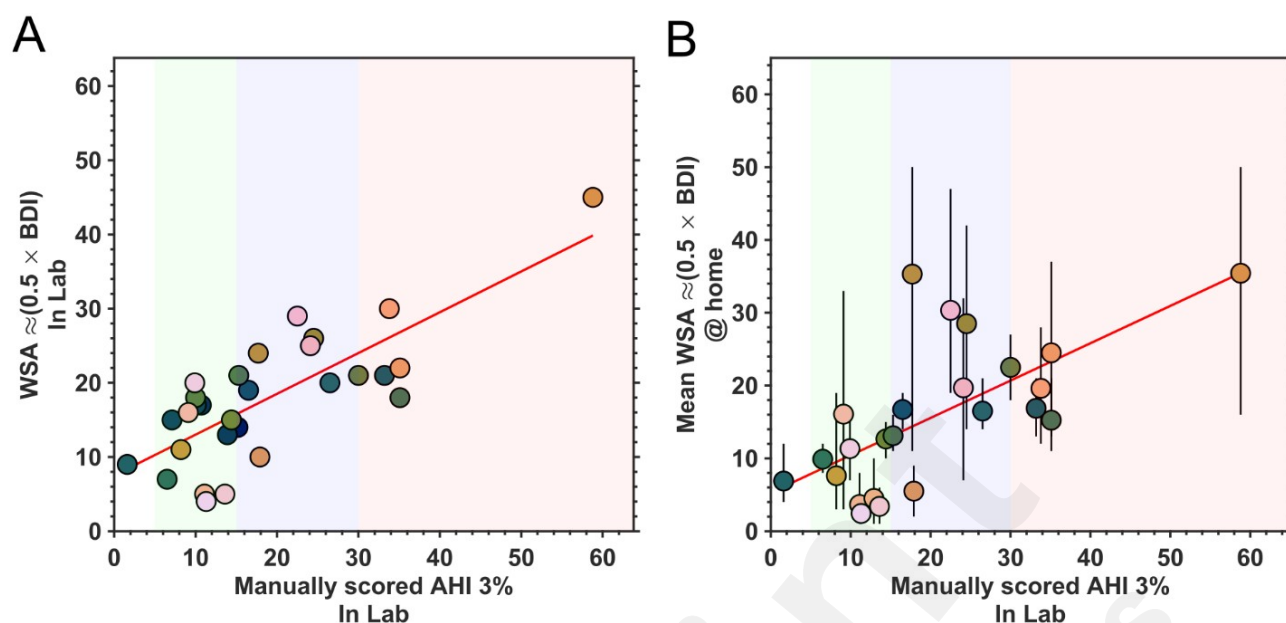 A
WSA ≈(0.5 × BDI)
In Lab
60
50
40
30
20
10
0
0 10 20 30 40 50 60
Manually scored AHI 3%
In Lab
B
Mean WSA ≈(0.5 × BDI)
@ home
60
50
40
30
20
10
0
0 10 20 30 40 50 60
Manually scored AHI 3%
In Lab